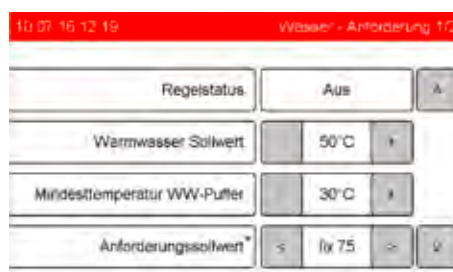 10.07.16 12:19 Wasser - Anforderung 1/2
Regelstatus Aus
Warmwasser Sollwert 50°C +
Mindesttemperatur WW-Puffer 30°C +
Anforderungssollwert* < fix 75 >